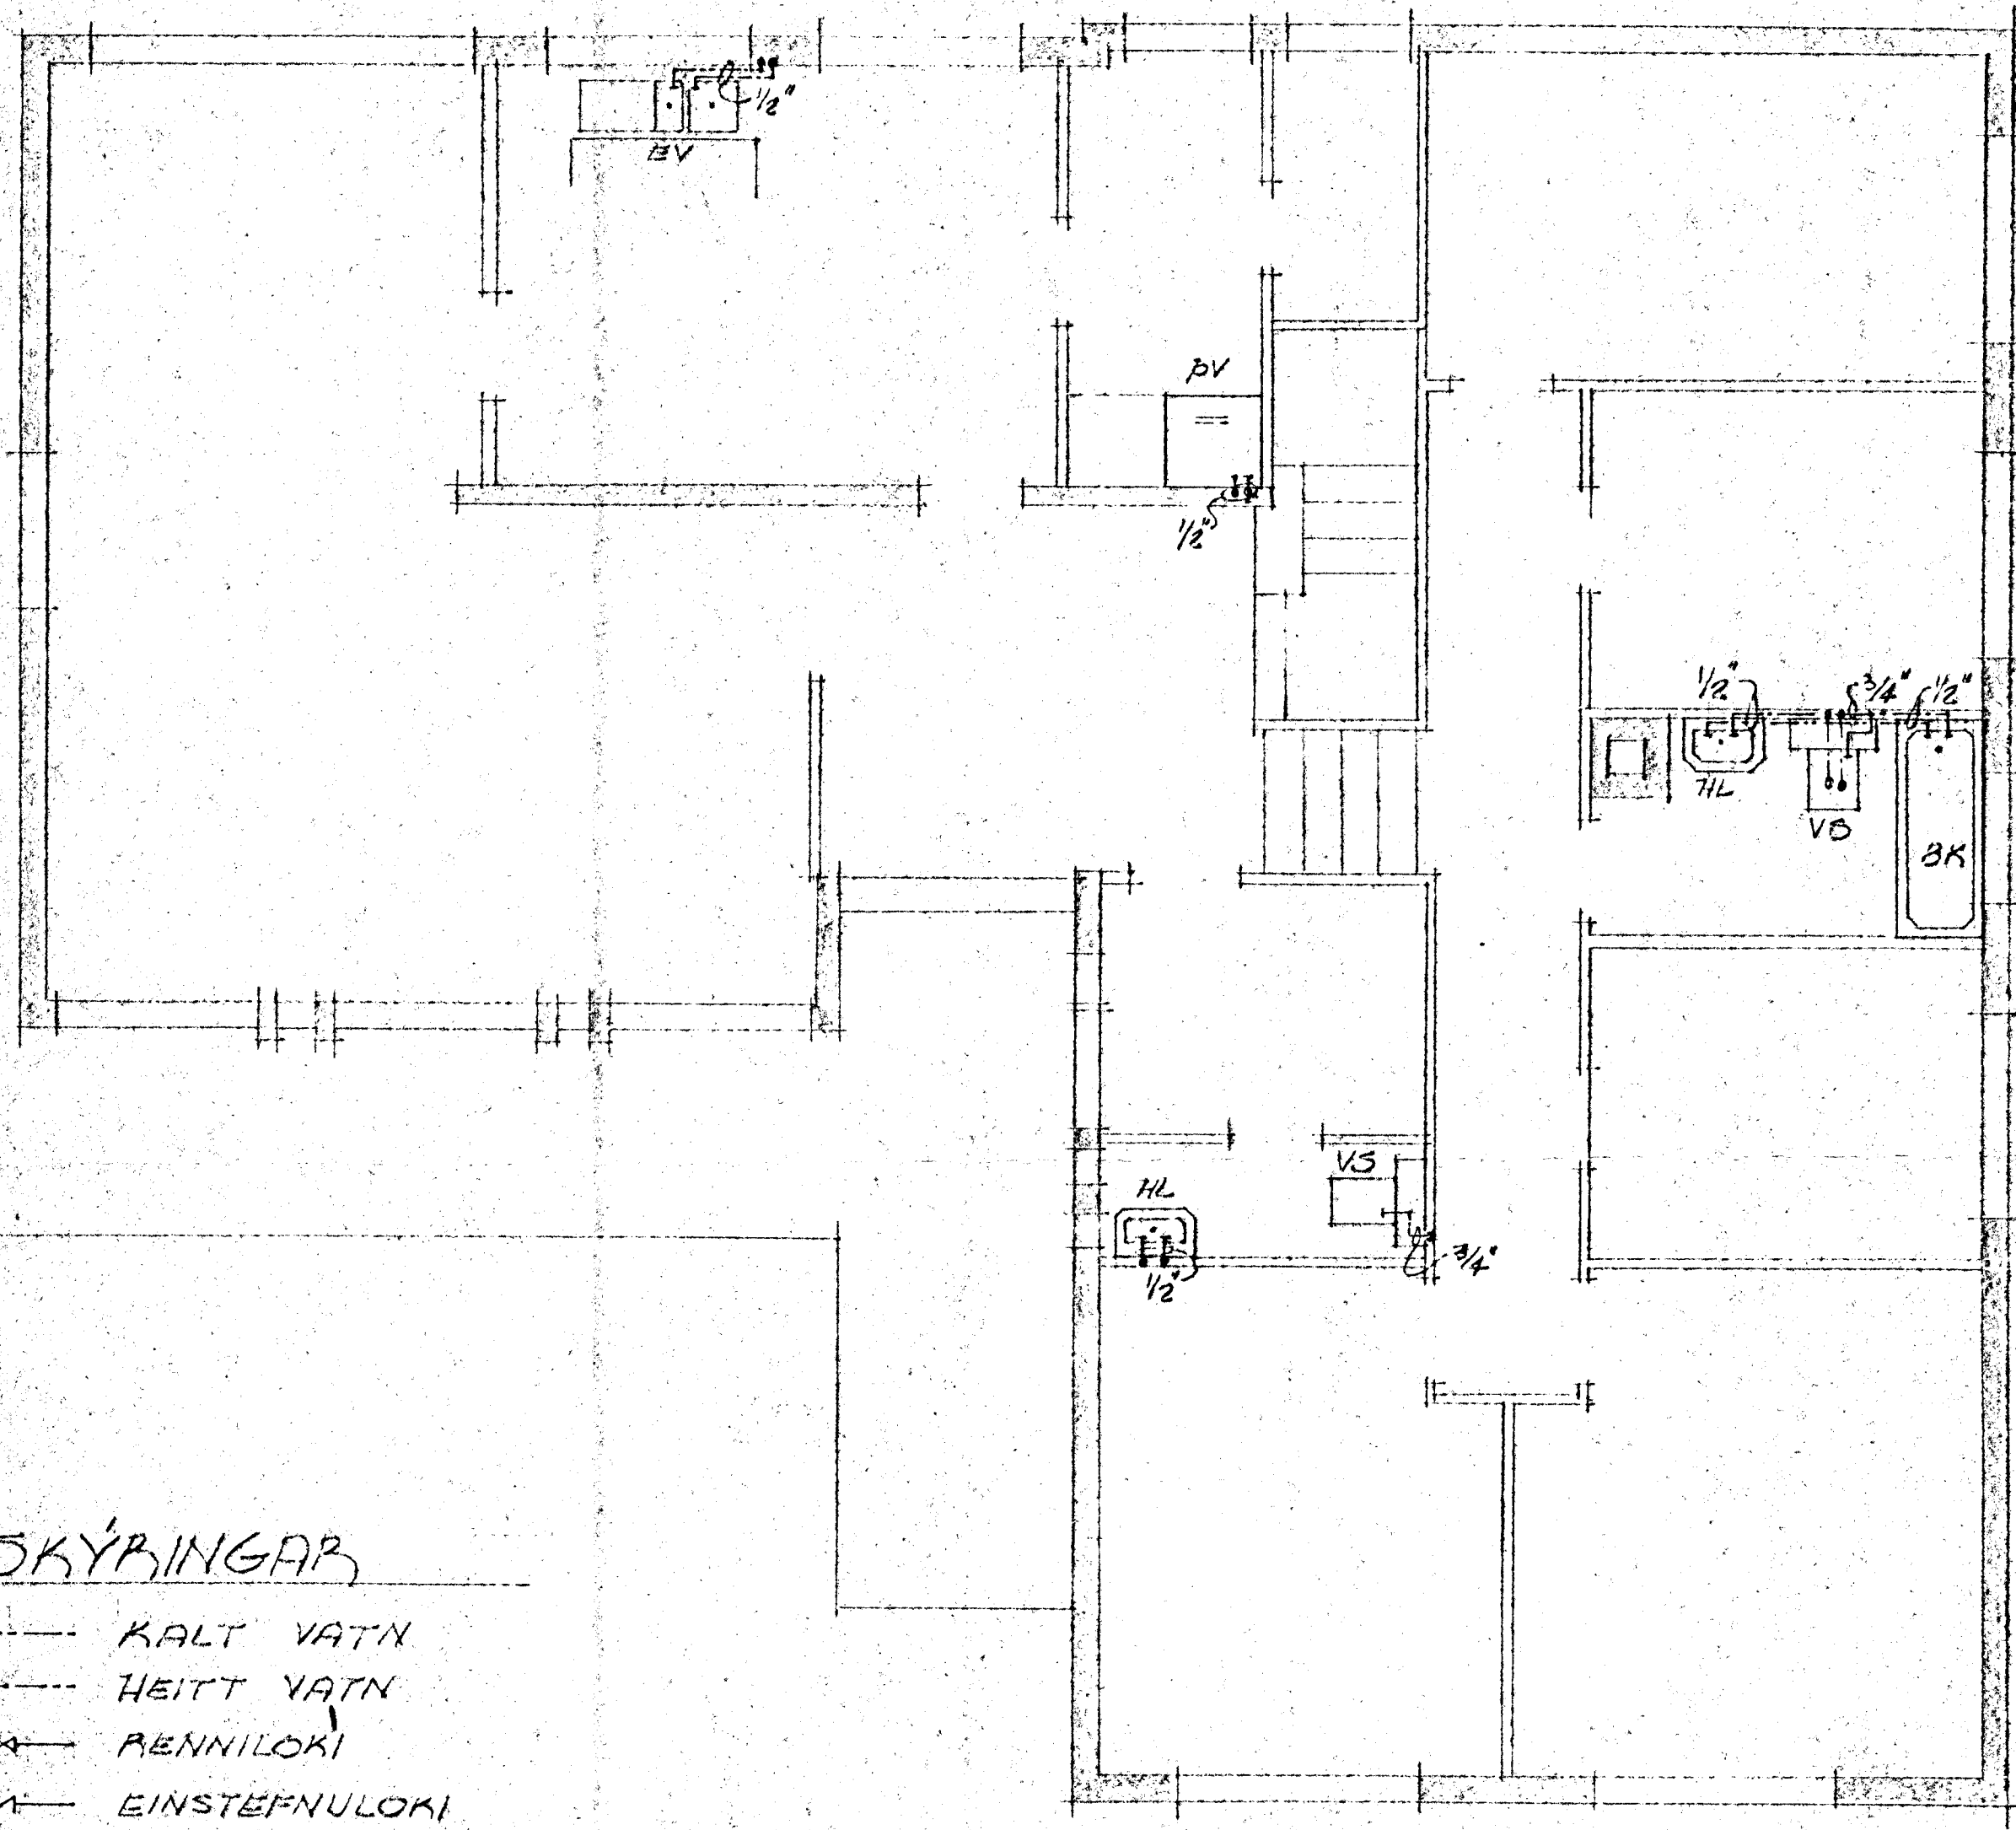 1/2"
EV
ÞV
1/2"
1/2" 3/4" 1/2"
HL
VS
BK
VS
HL
3/4"
1/2"
SKÝRINGAR
KALT VATN
HEITT VATN
RENNILOKI
EINSTEFNULOKI